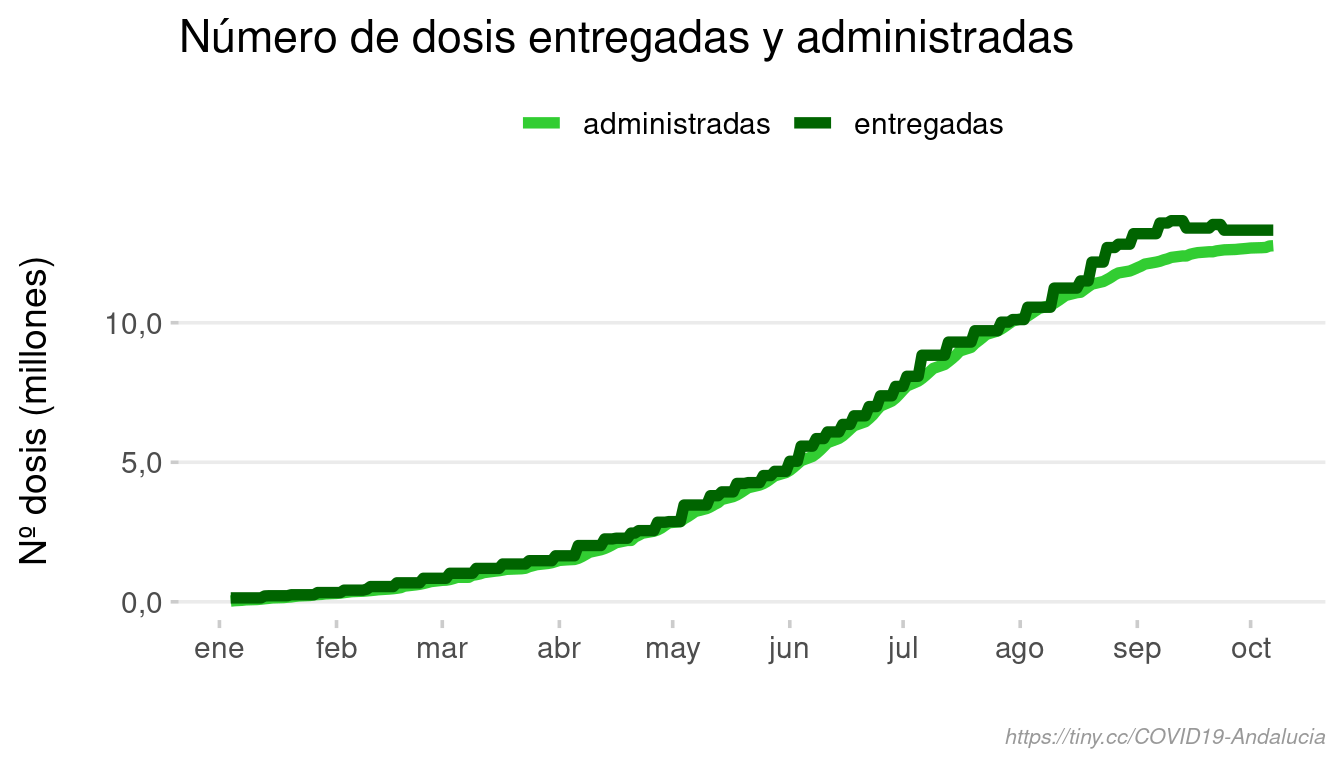 Número de dosis entregadas y administradas
administradas entregadas
Nº dosis (millones)
10,0
5,0
0,0
ene feb mar abr may jun jul ago sep oct
https://tiny.cc/COVID19-Andalucia